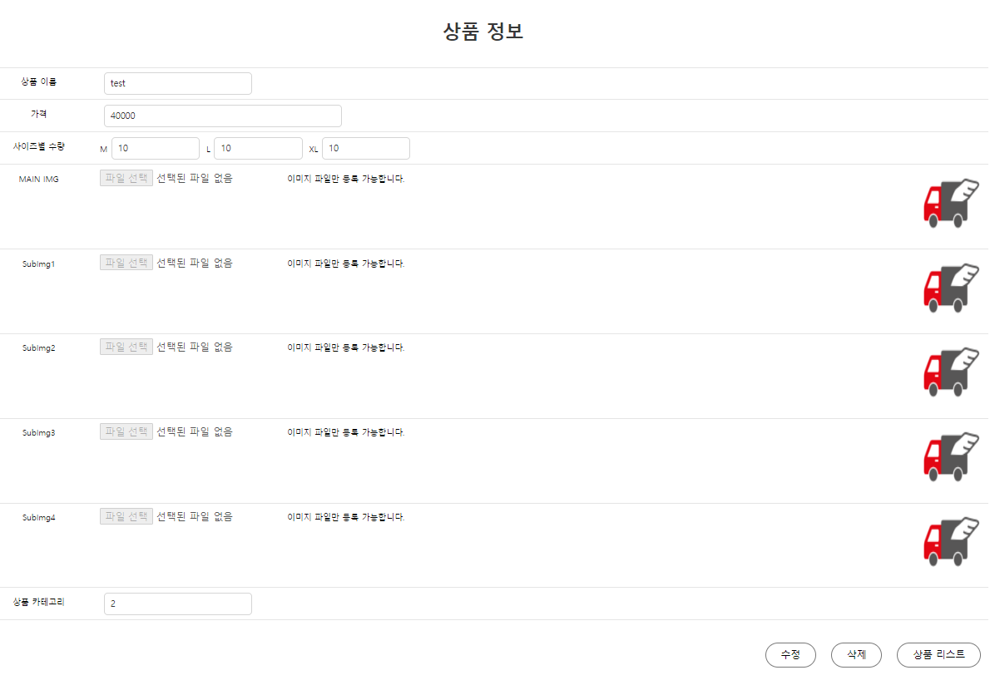 상품 정보
상품 이름 test
가격 40000
사이즈별 수량 M 10 L 10 XL 10
MAIN IMG 파일 선택 선택된 파일 없음 이미지 파일만 등록 가능합니다.
SubImg1 파일 선택 선택된 파일 없음 이미지 파일만 등록 가능합니다.
SubImg2 파일 선택 선택된 파일 없음 이미지 파일만 등록 가능합니다.
SubImg3 파일 선택 선택된 파일 없음 이미지 파일만 등록 가능합니다.
SubImg4 파일 선택 선택된 파일 없음 이미지 파일만 등록 가능합니다.
상품 카테고리 2
수정 삭제 상품 리스트